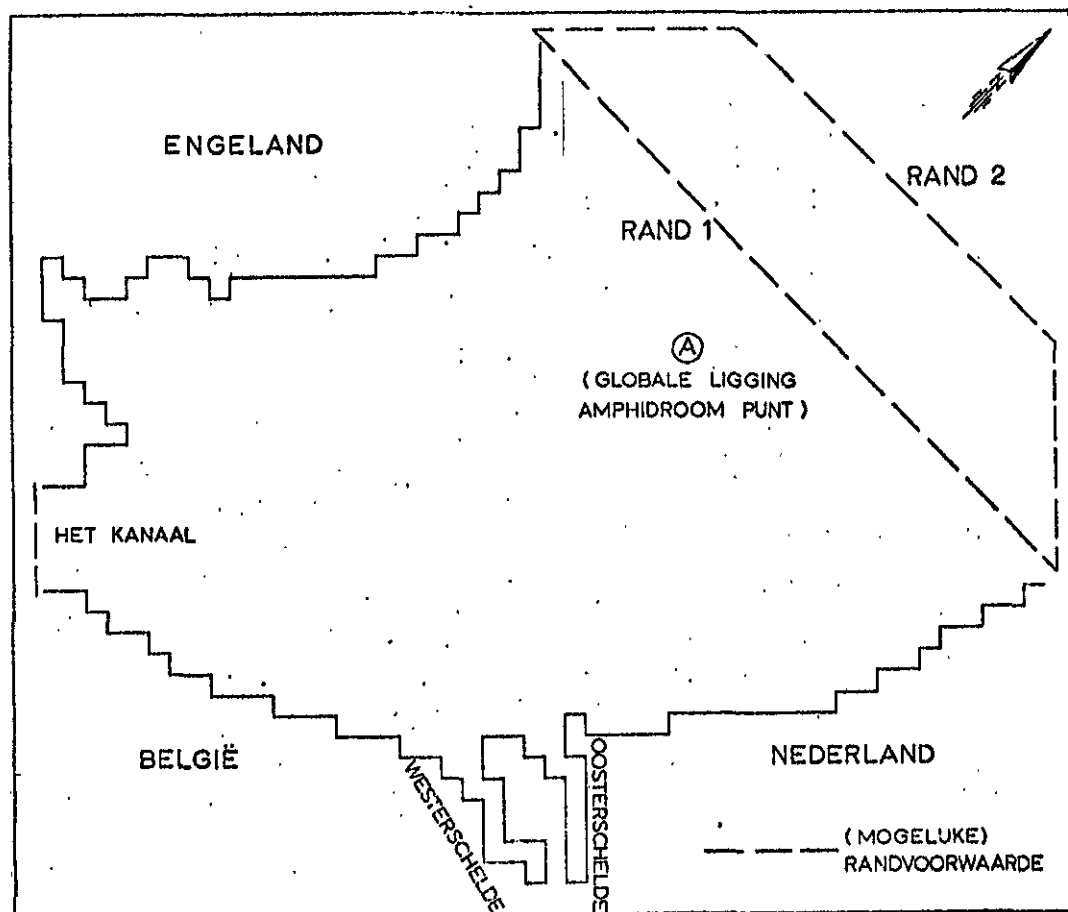 ENGELAND
RAND 2
RAND 1
A
(GLOBALE LIGGING
AMPHIDROOM PUNT)
HET KANAAL
BELGIË
WESTERSCHELDE
OOSTERSCHELDE
NEDERLAND
(MOGELIJKE)
RANDVOORWAARDE